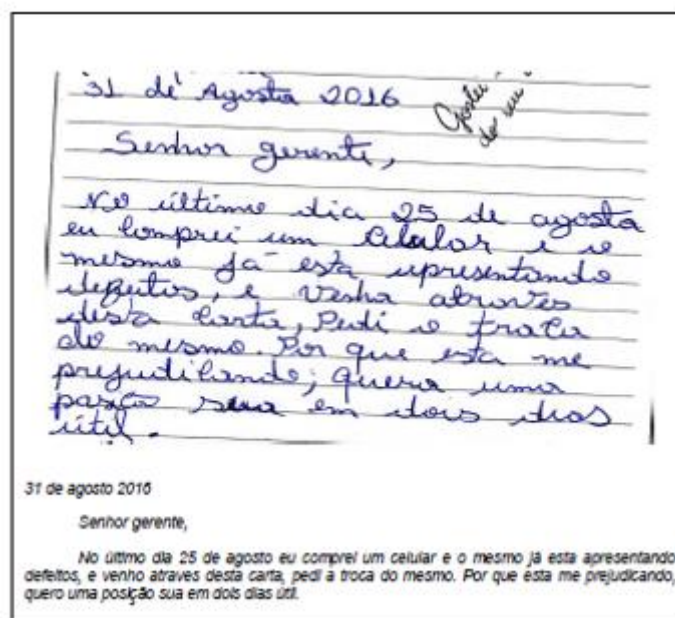 31 de Agosto 2016
Gostei
do seu
Senhor gerente,
No último dia 25 de agosto
eu comprei um celular e o
mesmo já está apresentando
defeitos, e venho atraves
desta carta, pedi a troca
do mesmo. Por que esta me
prejudicando, quero uma
sua em dois dias
útil.
31 de agosto 2016
Senhor gerente,
No último dia 25 de agosto eu comprei um celular e o mesmo já esta apresentando
defeitos, e venho atraves desta carta, pedi a troca do mesmo. Por que esta me prejudicando,
quero uma posição sua em dois dias útil.